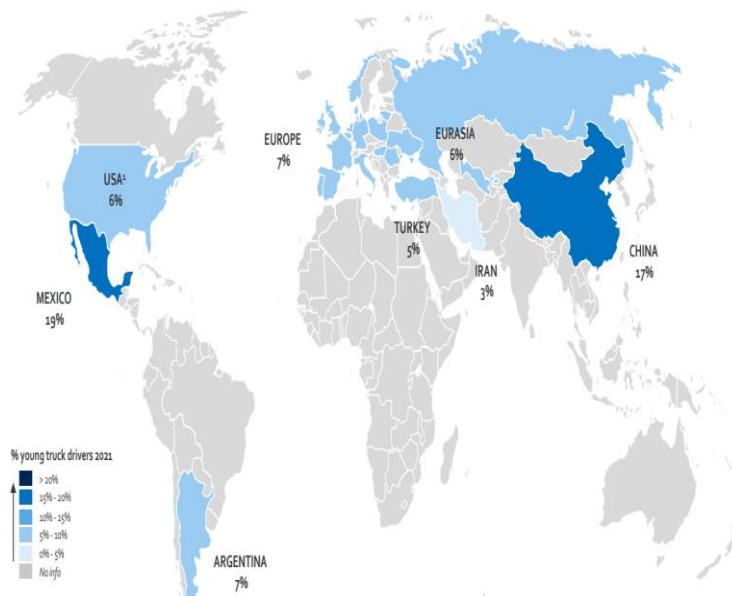 EUROPE
7%
EURASIA
6%
USA¹
6%
TURKEY
5%
IRAN
3%
CHINA
17%
MEXICO
19%
% young truck drivers 2021
> 20%
15% - 20%
10% - 15%
5% - 10%
0% - 5%
No info
ARGENTINA
7%